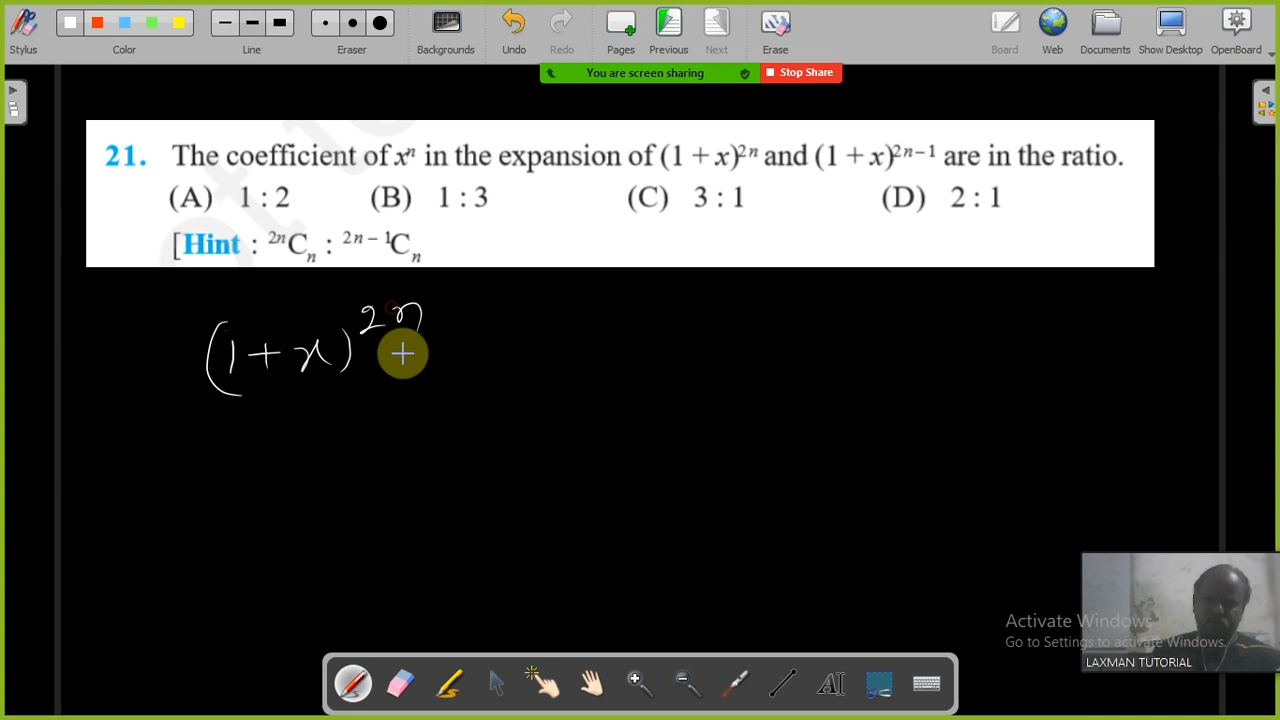 Stylus Color Line Eraser Backgrounds Undo Redo Pages Previous Next Erase Board Web Documents Show Desktop OpenBoard
You are screen sharing Stop Share
21. The coefficient of xⁿ in the expansion of (1 + x)²ⁿ and (1 + x)²ⁿ⁻¹ are in the ratio.
(A) 1 : 2 (B) 1 : 3 (C) 3 : 1 (D) 2 : 1
[Hint : ²ⁿCₙ : ²ⁿ⁻¹Cₙ
(1 + x)²ⁿ
Activate Windows
Go to Settings to activate Windows.
LAXMAN TUTORIAL